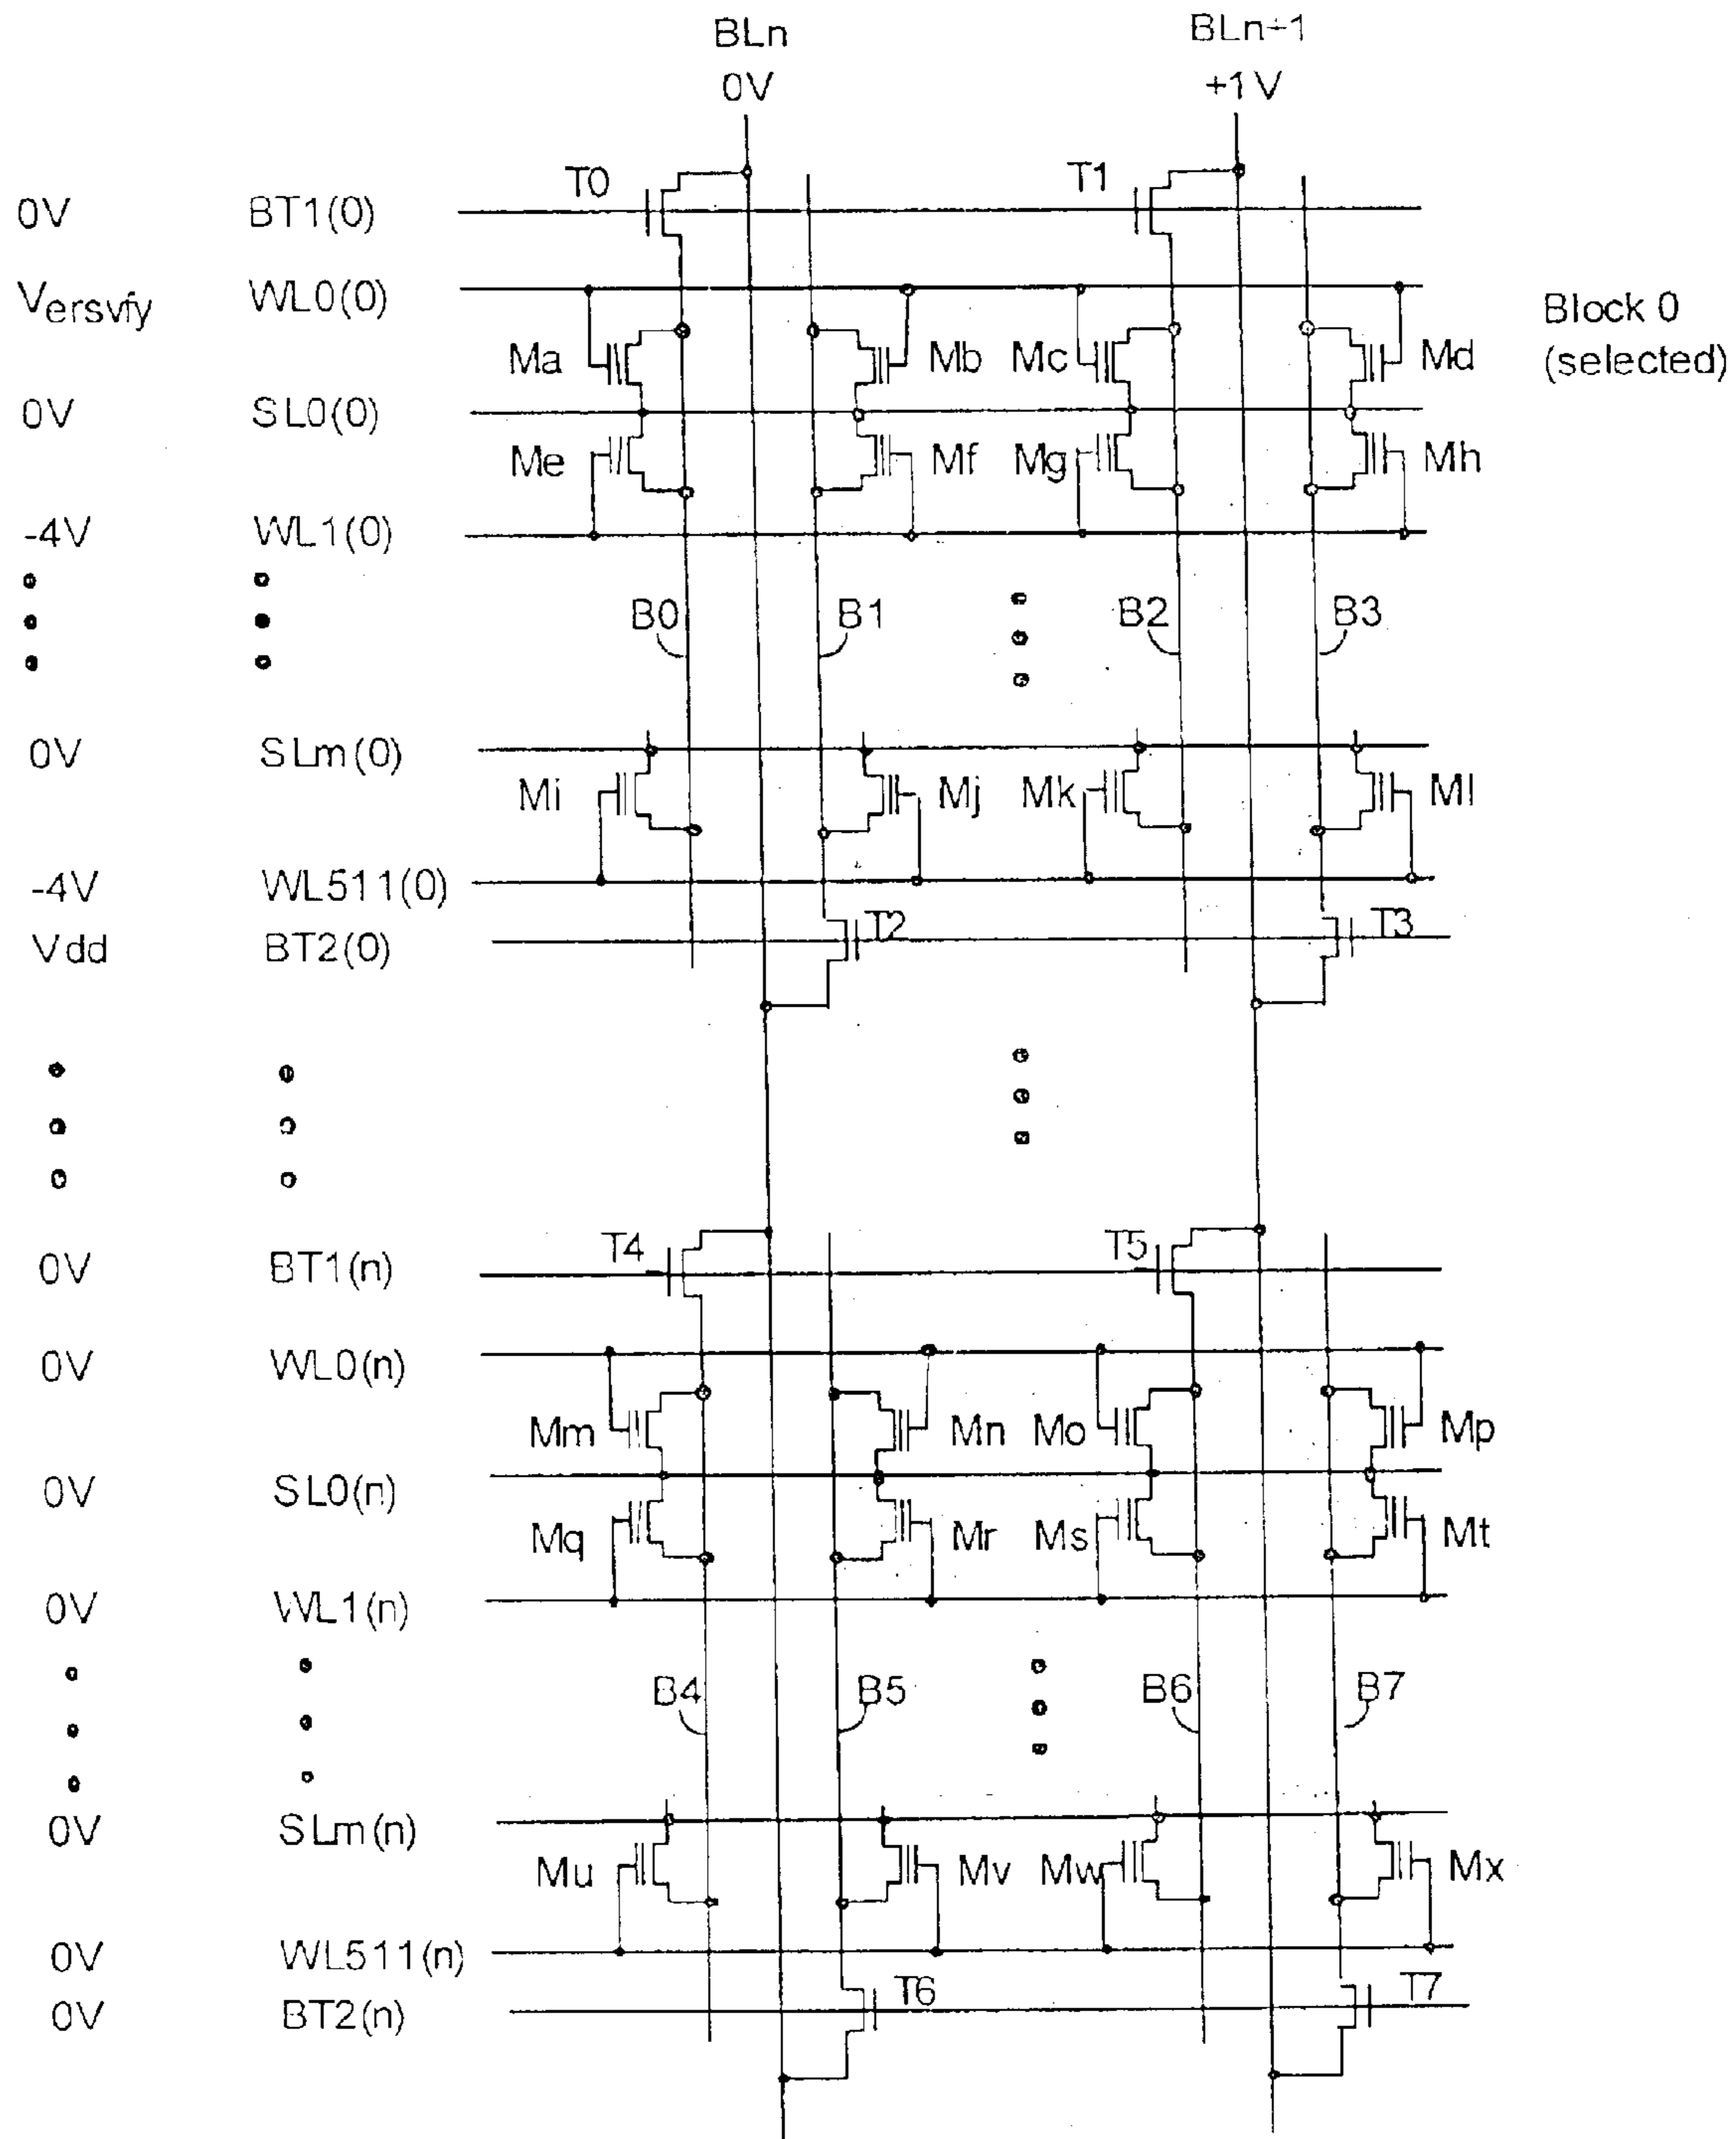 BLn BLn+1
0V +1V
T0 T1
0V BT1(0)
Versvfy WL0(0) Block 0
(selected)
Ma Mb Mc Md
0V SL0(0)
Me Mf Mg Mh
-4V WL1(0)
B0 B1 B2 B3
0V SLm(0)
Mi Mj Mk Ml
-4V WL511(0)
T2 T3
Vdd BT2(0)
T4 T5
0V BT1(n)
0V WL0(n)
Mm Mn Mo Mp
0V SL0(n)
Mq Mr Ms Mt
0V WL1(n)
B4 B5 B6 B7
0V SLm(n)
Mu Mv Mw Mx
0V WL511(n)
T6 T7
0V BT2(n)